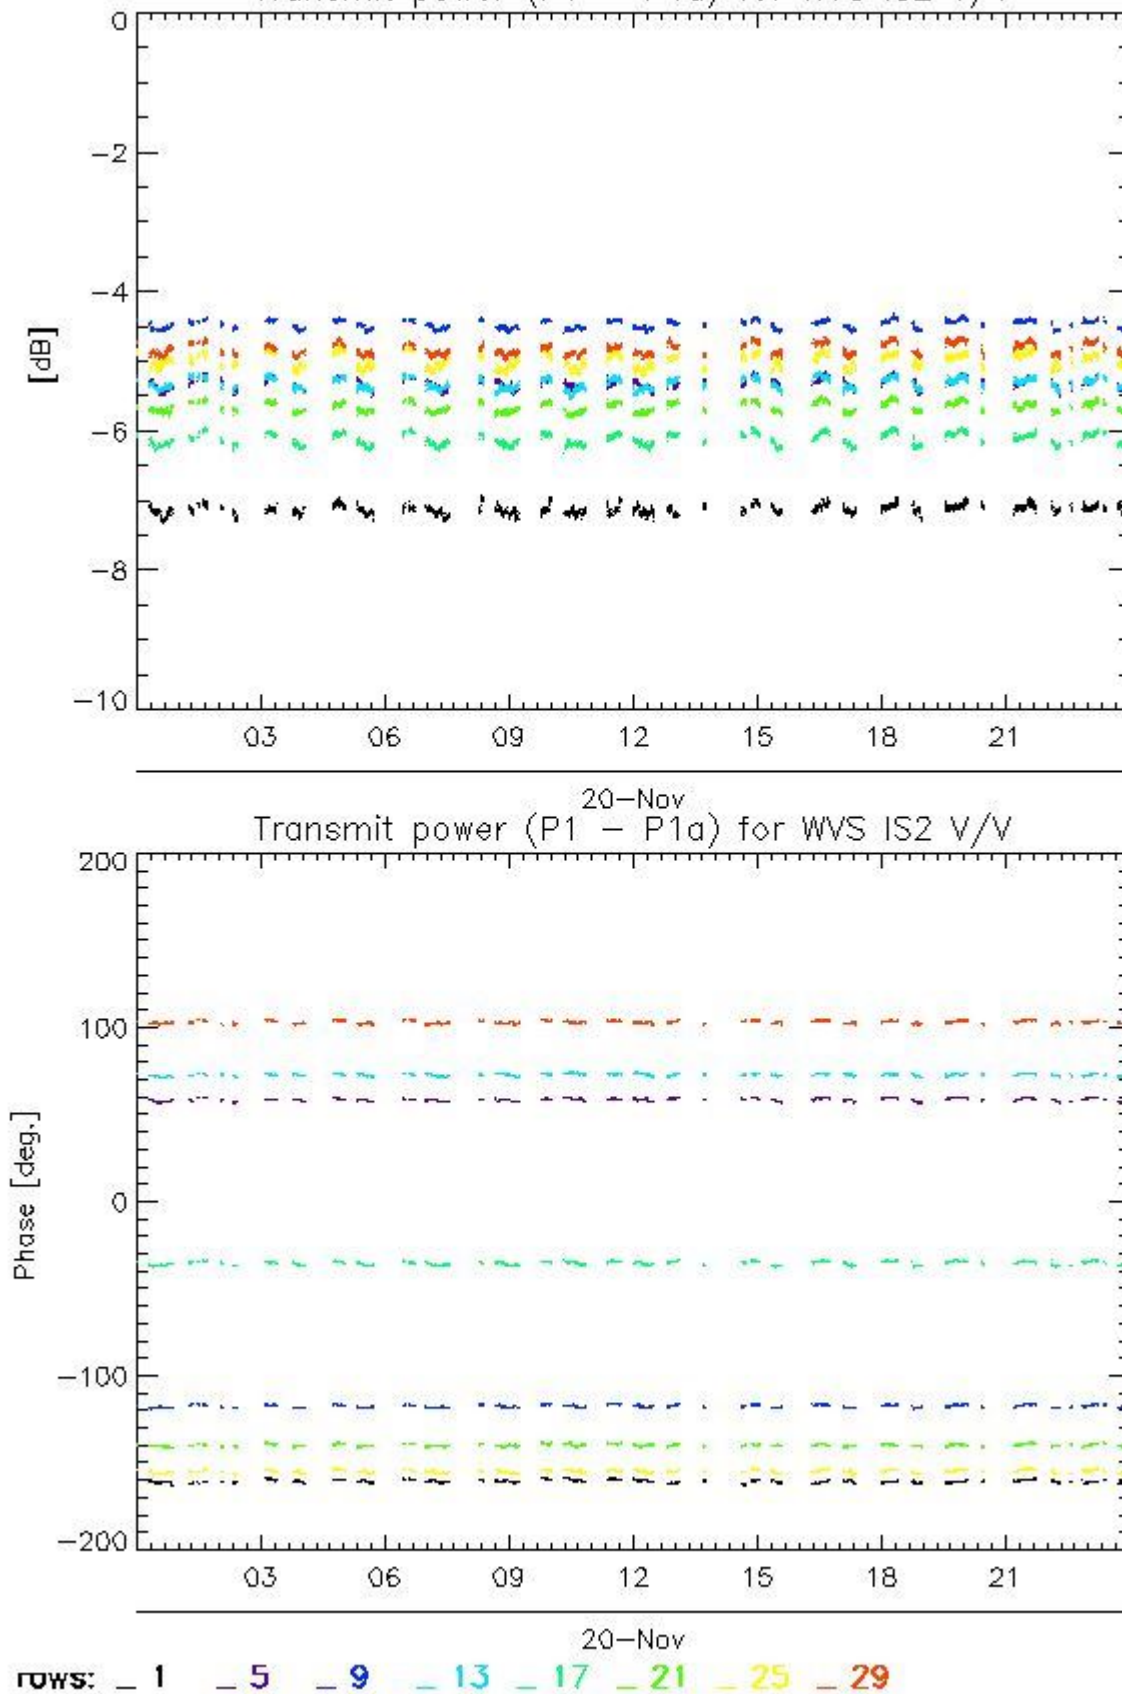 0
−2
−4
[dB]
−6
−8
−10
03 06 09 12 15 18 21
20−Nov
Transmit power (P1 − P1a) for WVS IS2 V/V
200
100
Phase [deg.]
0
−100
−200
03 06 09 12 15 18 21
20−Nov
rows: _ 1 _ 5 _ 9 _ 13 _ 17 _ 21 _ 25 _ 29